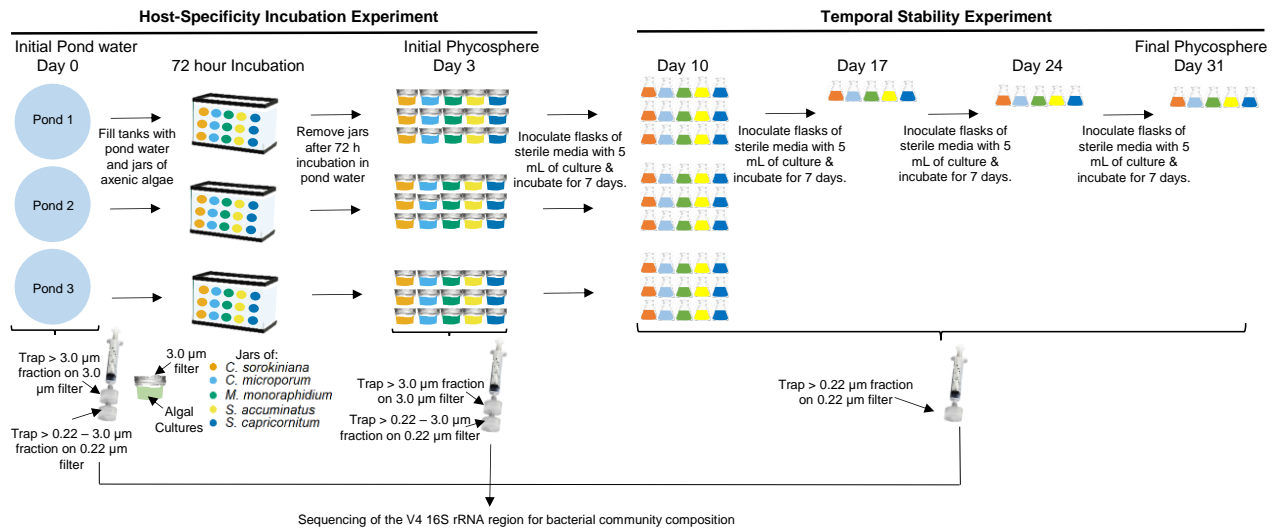 Host-Specificity Incubation Experiment
Temporal Stability Experiment
Initial Pond water
Day 0
72 hour Incubation
Initial Phycosphere
Day 3
Day 10
Day 17
Day 24
Final Phycosphere
Day 31
Pond 1
Pond 2
Pond 3
Fill tanks with
pond water
and jars of
axenic algae
Remove jars
after 72 h
incubation in
pond water
Inoculate flasks of
sterile media with 5
mL of culture &
incubate for 7 days.
Inoculate flasks of
sterile media with 5
mL of culture &
incubate for 7 days.
Inoculate flasks of
sterile media with 5
mL of culture &
incubate for 7 days.
Inoculate flasks of
sterile media with 5
mL of culture &
incubate for 7 days.
Trap > 3.0 µm
fraction on 3.0
µm filter
Trap > 0.22 – 3.0 µm
fraction on 0.22 µm
filter
3.0 µm
filter
Algal
Cultures
Jars of:
C. sorokiniana
C. microporum
M. monoraphidium
S. accuminatus
S. capricornitum
Trap > 3.0 µm fraction
on 3.0 µm filter
Trap > 0.22 – 3.0 µm
fraction on 0.22 µm filter
Trap > 0.22 µm fraction
on 0.22 µm filter
Sequencing of the V4 16S rRNA region for bacterial community composition